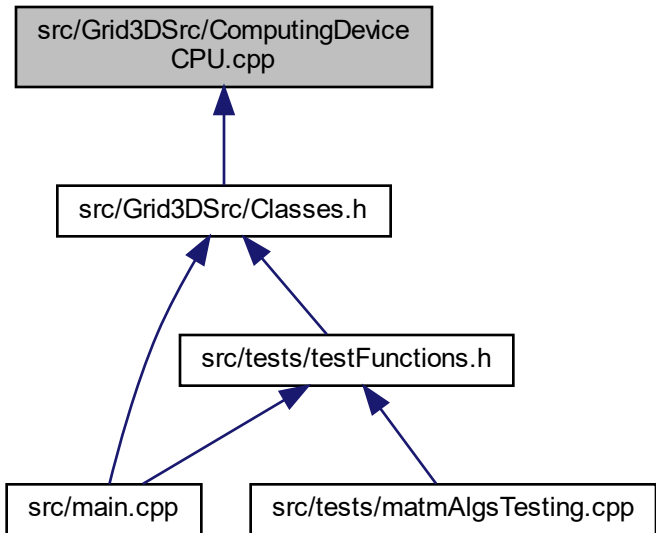 src/Grid3DSrc/ComputingDevice
CPU.cpp
src/Grid3DSrc/Classes.h
src/tests/testFunctions.h
src/main.cpp
src/tests/matmAlgsTesting.cpp